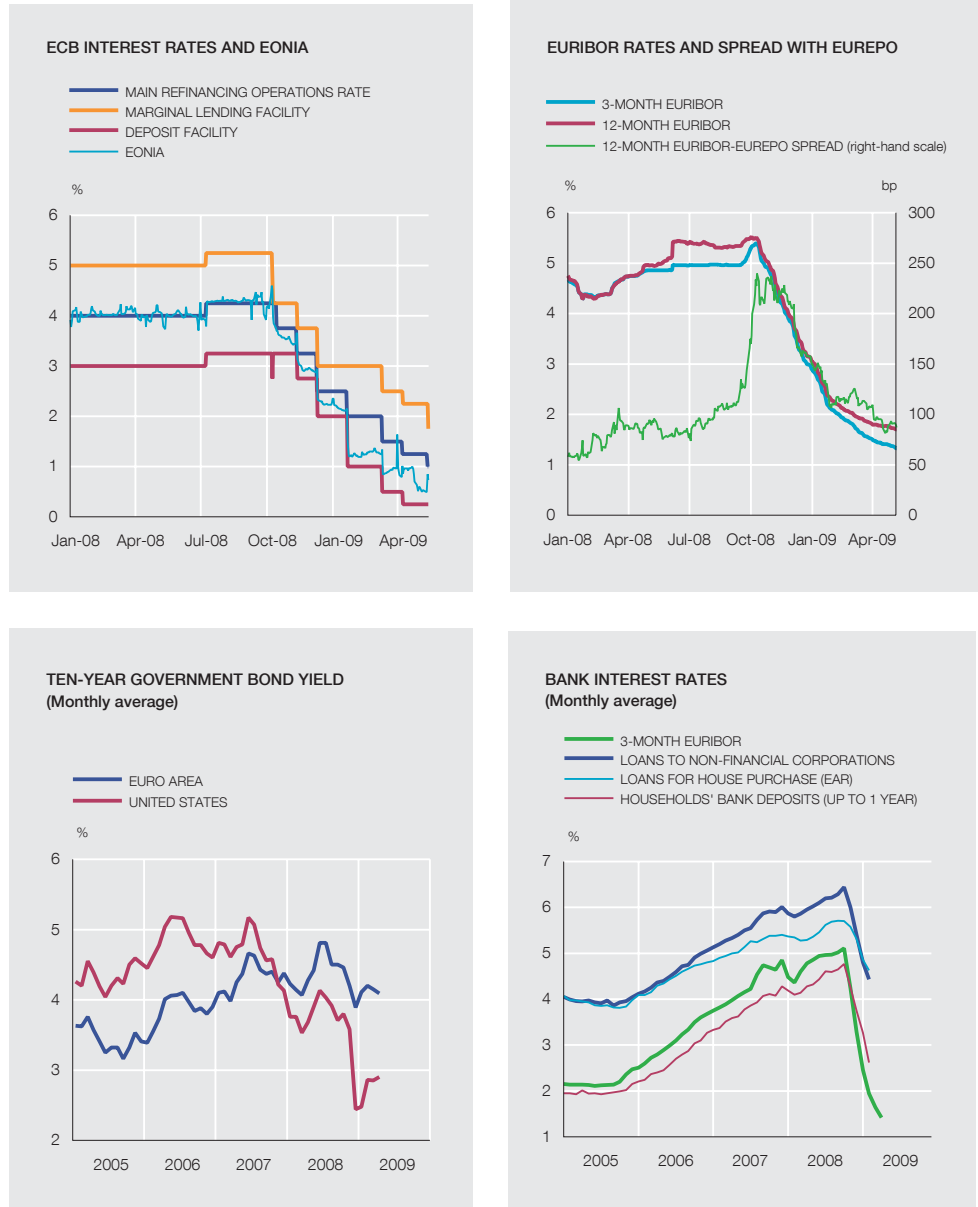 ECB INTEREST RATES AND EONIA
MAIN REFINANCING OPERATIONS RATE
MARGINAL LENDING FACILITY
DEPOSIT FACILITY
EONIA
%
6
5
4
3
2
1
0
Jan-08 Apr-08 Jul-08 Oct-08 Jan-09 Apr-09
EURIBOR RATES AND SPREAD WITH EUREPO
3-MONTH EURIBOR
12-MONTH EURIBOR
12-MONTH EURIBOR-EUREPO SPREAD (right-hand scale)
% bp
6 300
5 250
4 200
3 150
2 100
1 50
0 0
Jan-08 Apr-08 Jul-08 Oct-08 Jan-09 Apr-09
TEN-YEAR GOVERNMENT BOND YIELD
(Monthly average)
EURO AREA
UNITED STATES
%
6
5
4
3
2
2005 2006 2007 2008 2009
BANK INTEREST RATES
(Monthly average)
3-MONTH EURIBOR
LOANS TO NON-FINANCIAL CORPORATIONS
LOANS FOR HOUSE PURCHASE (EAR)
HOUSEHOLDS' BANK DEPOSITS (UP TO 1 YEAR)
%
7
6
5
4
3
2
1
2005 2006 2007 2008 2009